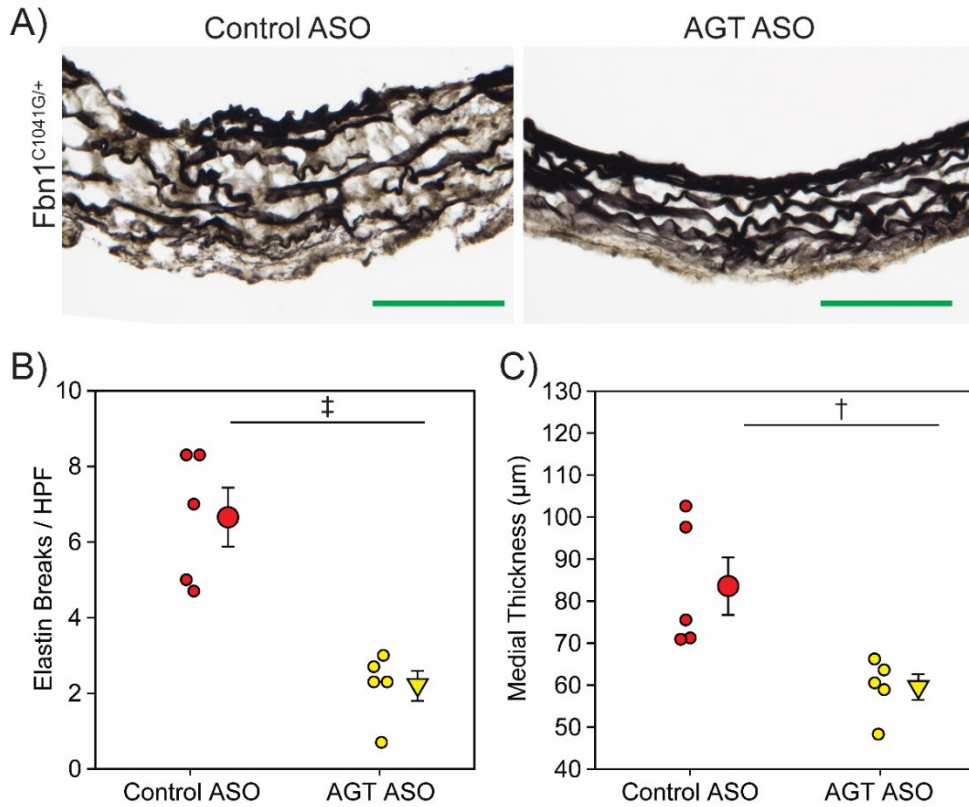 A)
Control ASO
AGT ASO
Fbn1C1041G/+
B)
10
8
6
4
2
0
Elastin Breaks / HPF
‡
Control ASO
AGT ASO
C)
130
120
110
100
90
80
70
60
50
40
Medial Thickness (μm)
†
Control ASO
AGT ASO